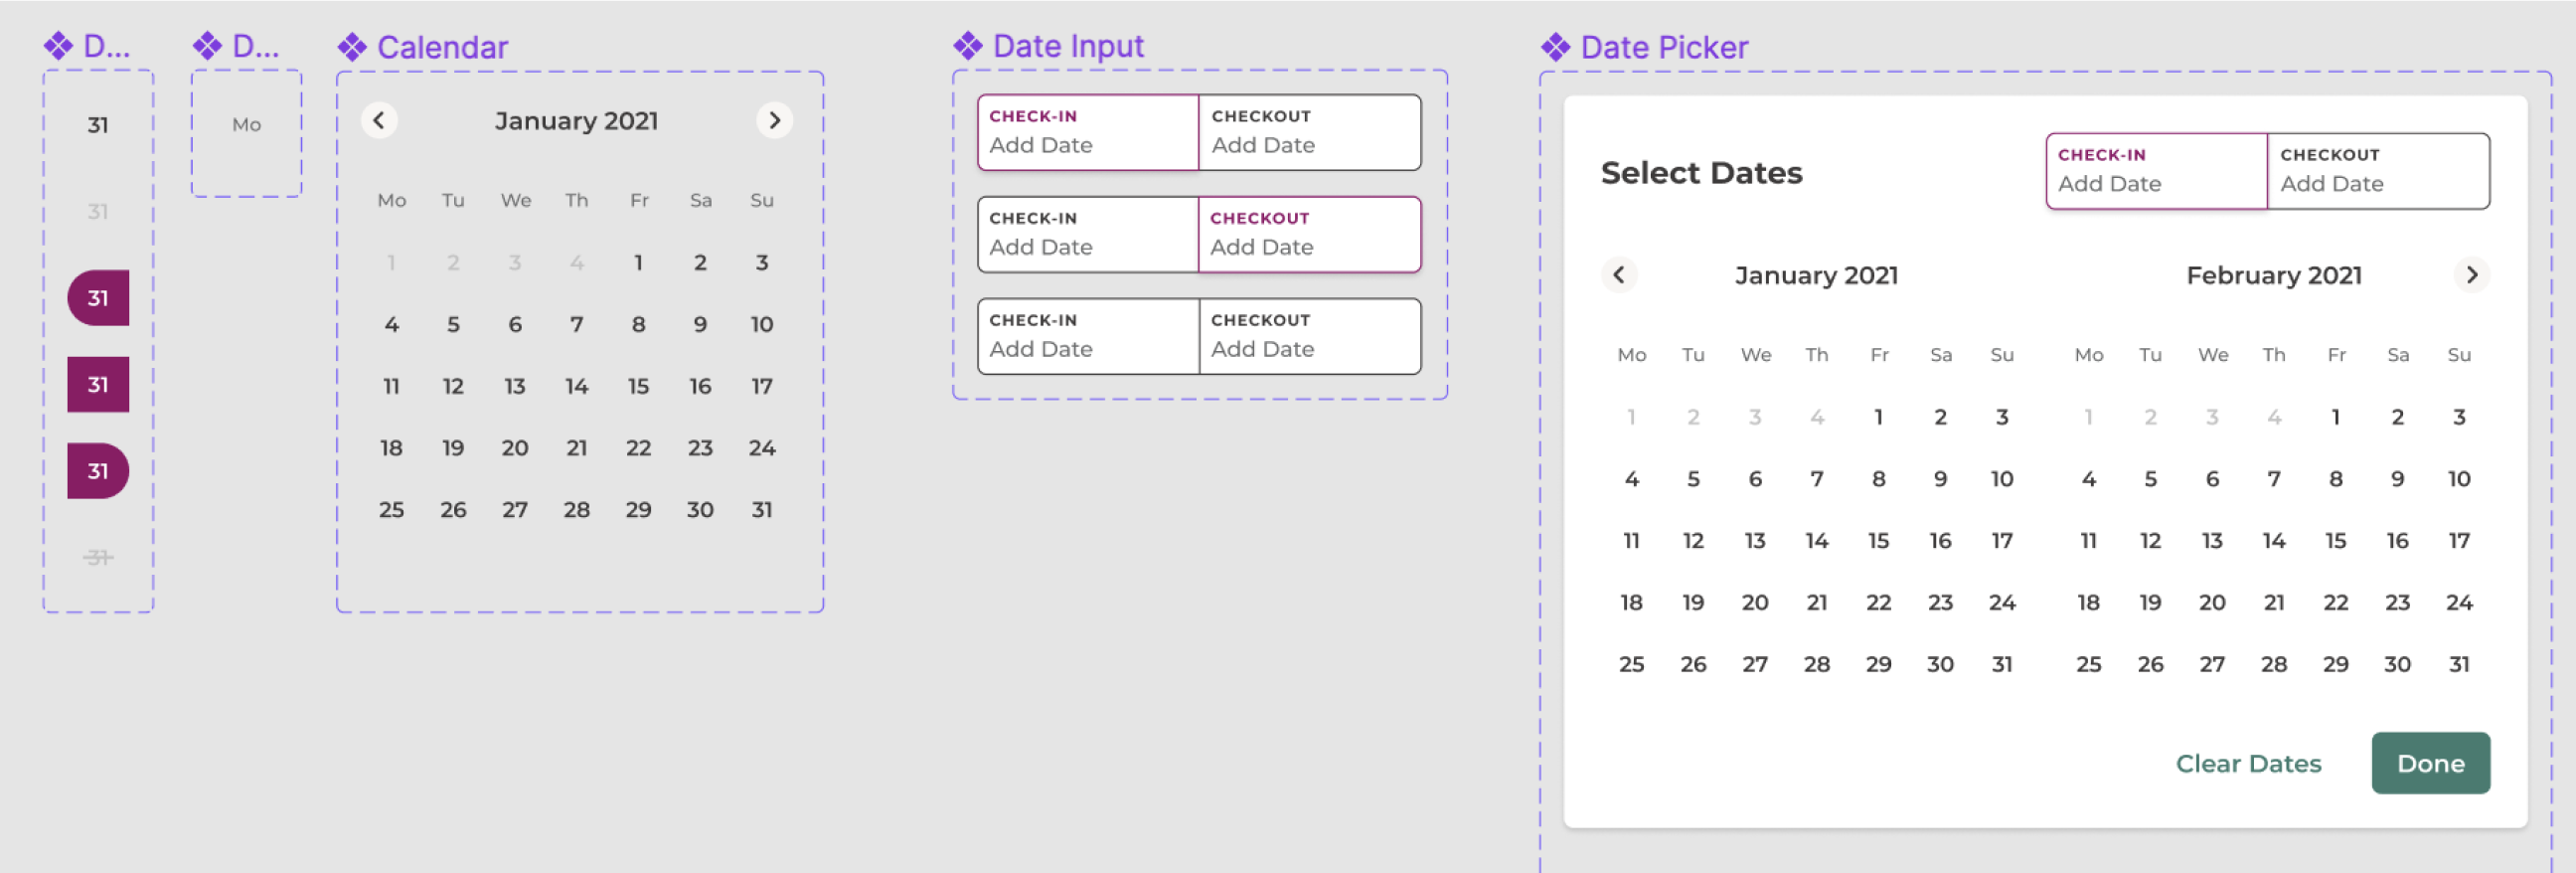 D...
31
31
31
31
31
31
D...
Mo
Calendar
January 2021
Mo Tu We Th Fr Sa Su
1 2 3 4 1 2 3
4 5 6 7 8 9 10
11 12 13 14 15 16 17
18 19 20 21 22 23 24
25 26 27 28 29 30 31
Date Input
CHECK-IN CHECKOUT
Add Date Add Date
CHECK-IN CHECKOUT
Add Date Add Date
CHECK-IN CHECKOUT
Add Date Add Date
Date Picker
Select Dates
CHECK-IN CHECKOUT
Add Date Add Date
January 2021
Mo Tu We Th Fr Sa Su
1 2 3 4 1 2 3
4 5 6 7 8 9 10
11 12 13 14 15 16 17
18 19 20 21 22 23 24
25 26 27 28 29 30 31
February 2021
Mo Tu We Th Fr Sa Su
1 2 3 4 1 2 3
4 5 6 7 8 9 10
11 12 13 14 15 16 17
18 19 20 21 22 23 24
25 26 27 28 29 30 31
Clear Dates Done